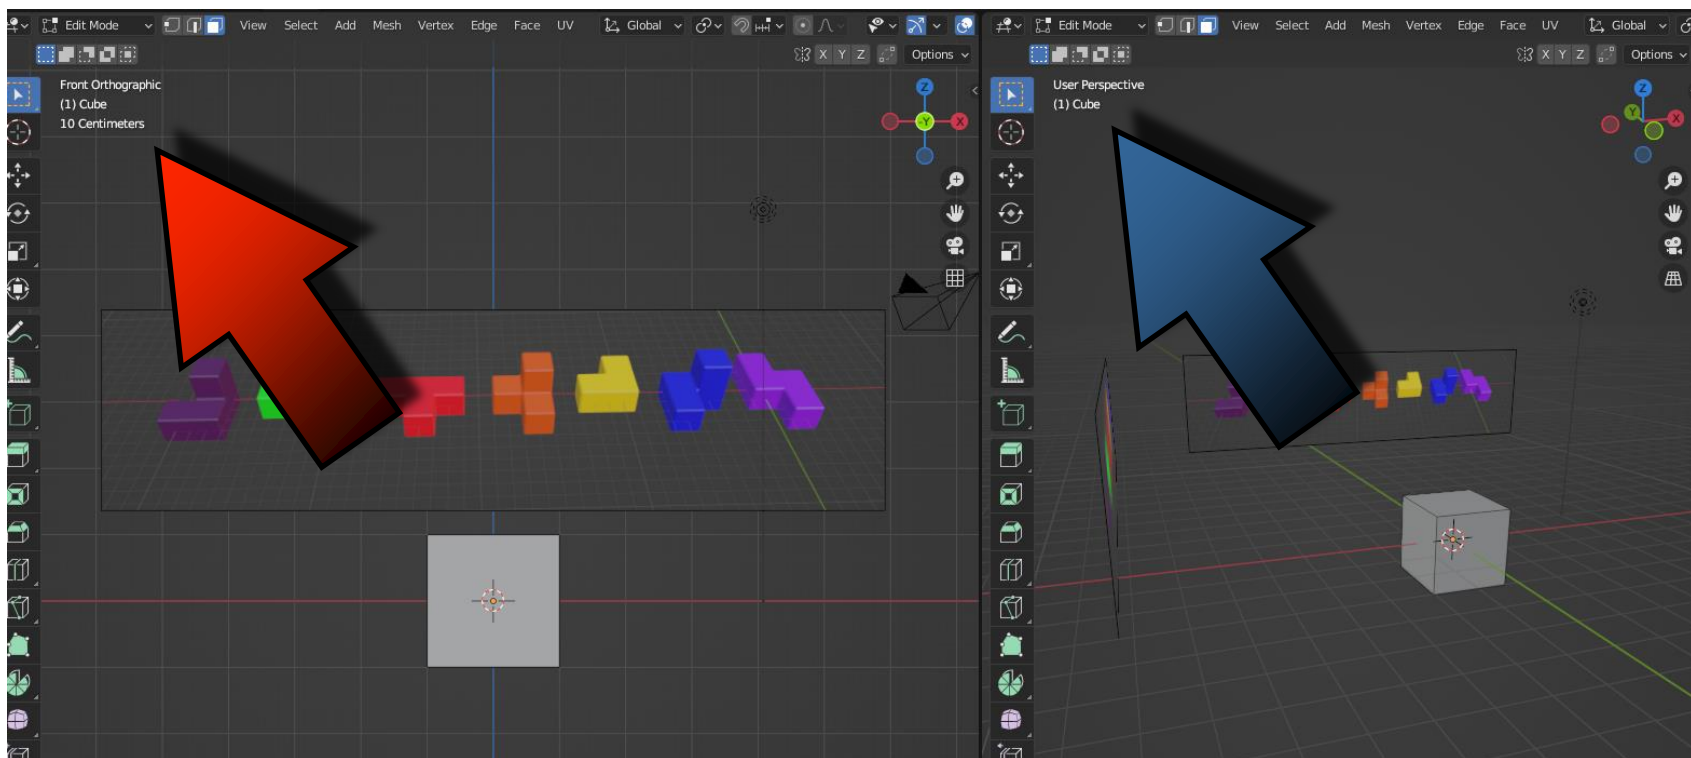 Edit Mode View Select Add Mesh Vertex Edge Face UV Global
X Y Z Options
Front Orthographic
(1) Cube
10 Centimeters
Z
-Y
X
Edit Mode View Select Add Mesh Vertex Edge Face UV Global
X Y Z Options
User Perspective
(1) Cube
Z
Y
X